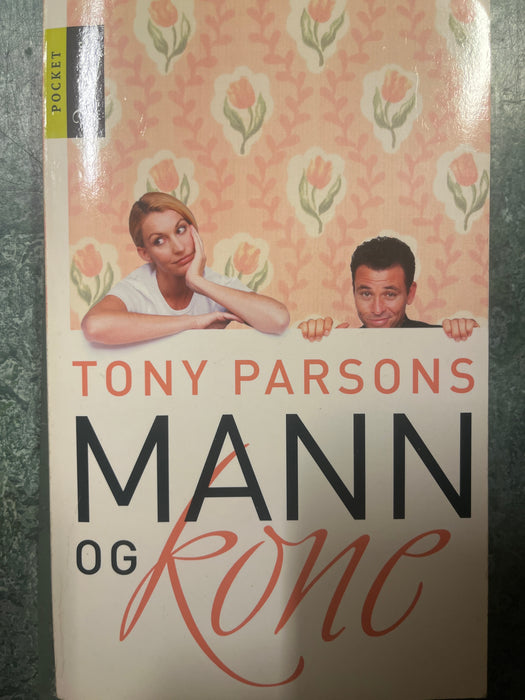 POCKET
TONY PARSONS
MANN
OG kone